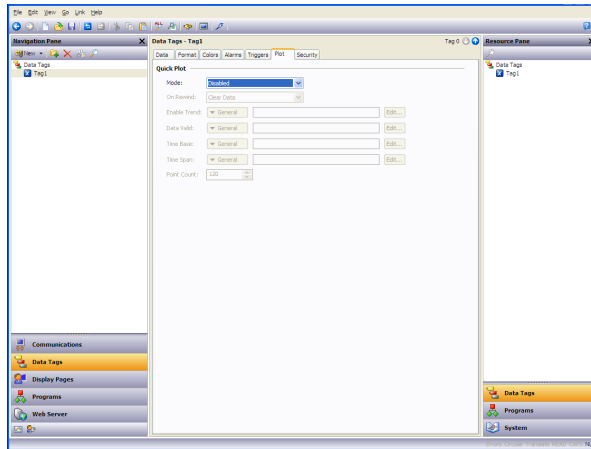 File Edit View Go Link Help
Navigation Pane
Data Tags - Tag1
Tag 0
Resource Pane
New
Data Format Colors Alarms Triggers Plot Security
Data Tags
Tag1
Quick Plot
Mode: Disabled
On Rewind: Clear Data
Enable Trend: General Edit...
Data Valid: General Edit...
Time Base: General Edit...
Time Span: General Edit...
Point Count: 120
Data Tags
Tag1
Communications
Data Tags
Display Pages
Programs
Web Server
Data Tags
Programs
System